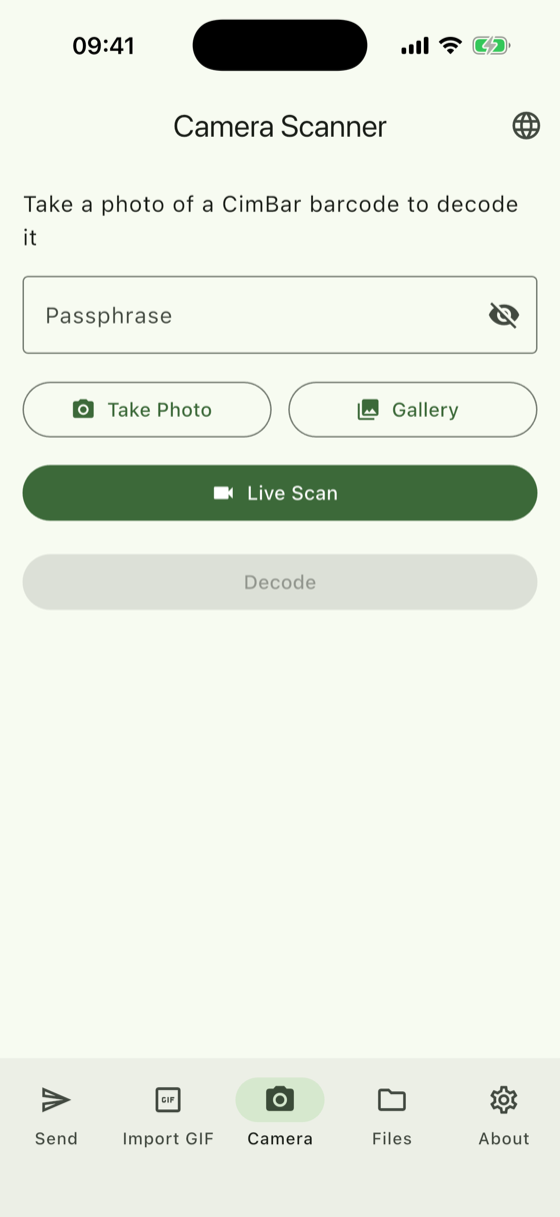 09:41
Camera Scanner
Take a photo of a CimBar barcode to decode
it
Passphrase
Take Photo
Gallery
Live Scan
Decode
GIF
Send
Import GIF
Camera
Files
About